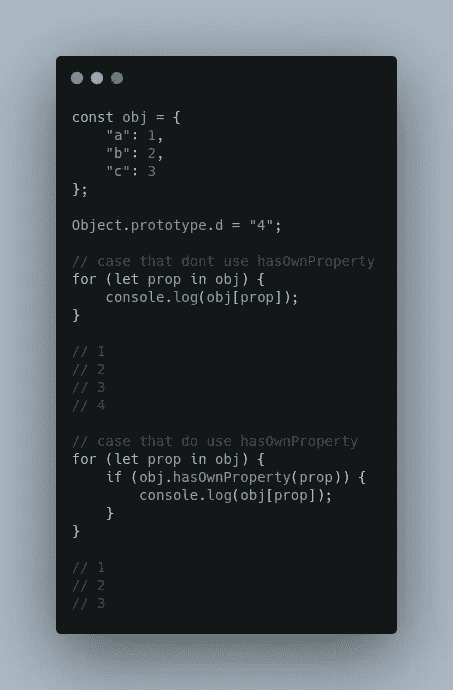 const obj = {
    "a": 1,
    "b": 2,
    "c": 3
};

Object.prototype.d = "4";

// case that dont use hasOwnProperty
for (let prop in obj) {
    console.log(obj[prop]);
}

// 1
// 2
// 3
// 4

// case that do use hasOwnProperty
for (let prop in obj) {
    if (obj.hasOwnProperty(prop)) {
        console.log(obj[prop]);
    }
}

// 1
// 2
// 3